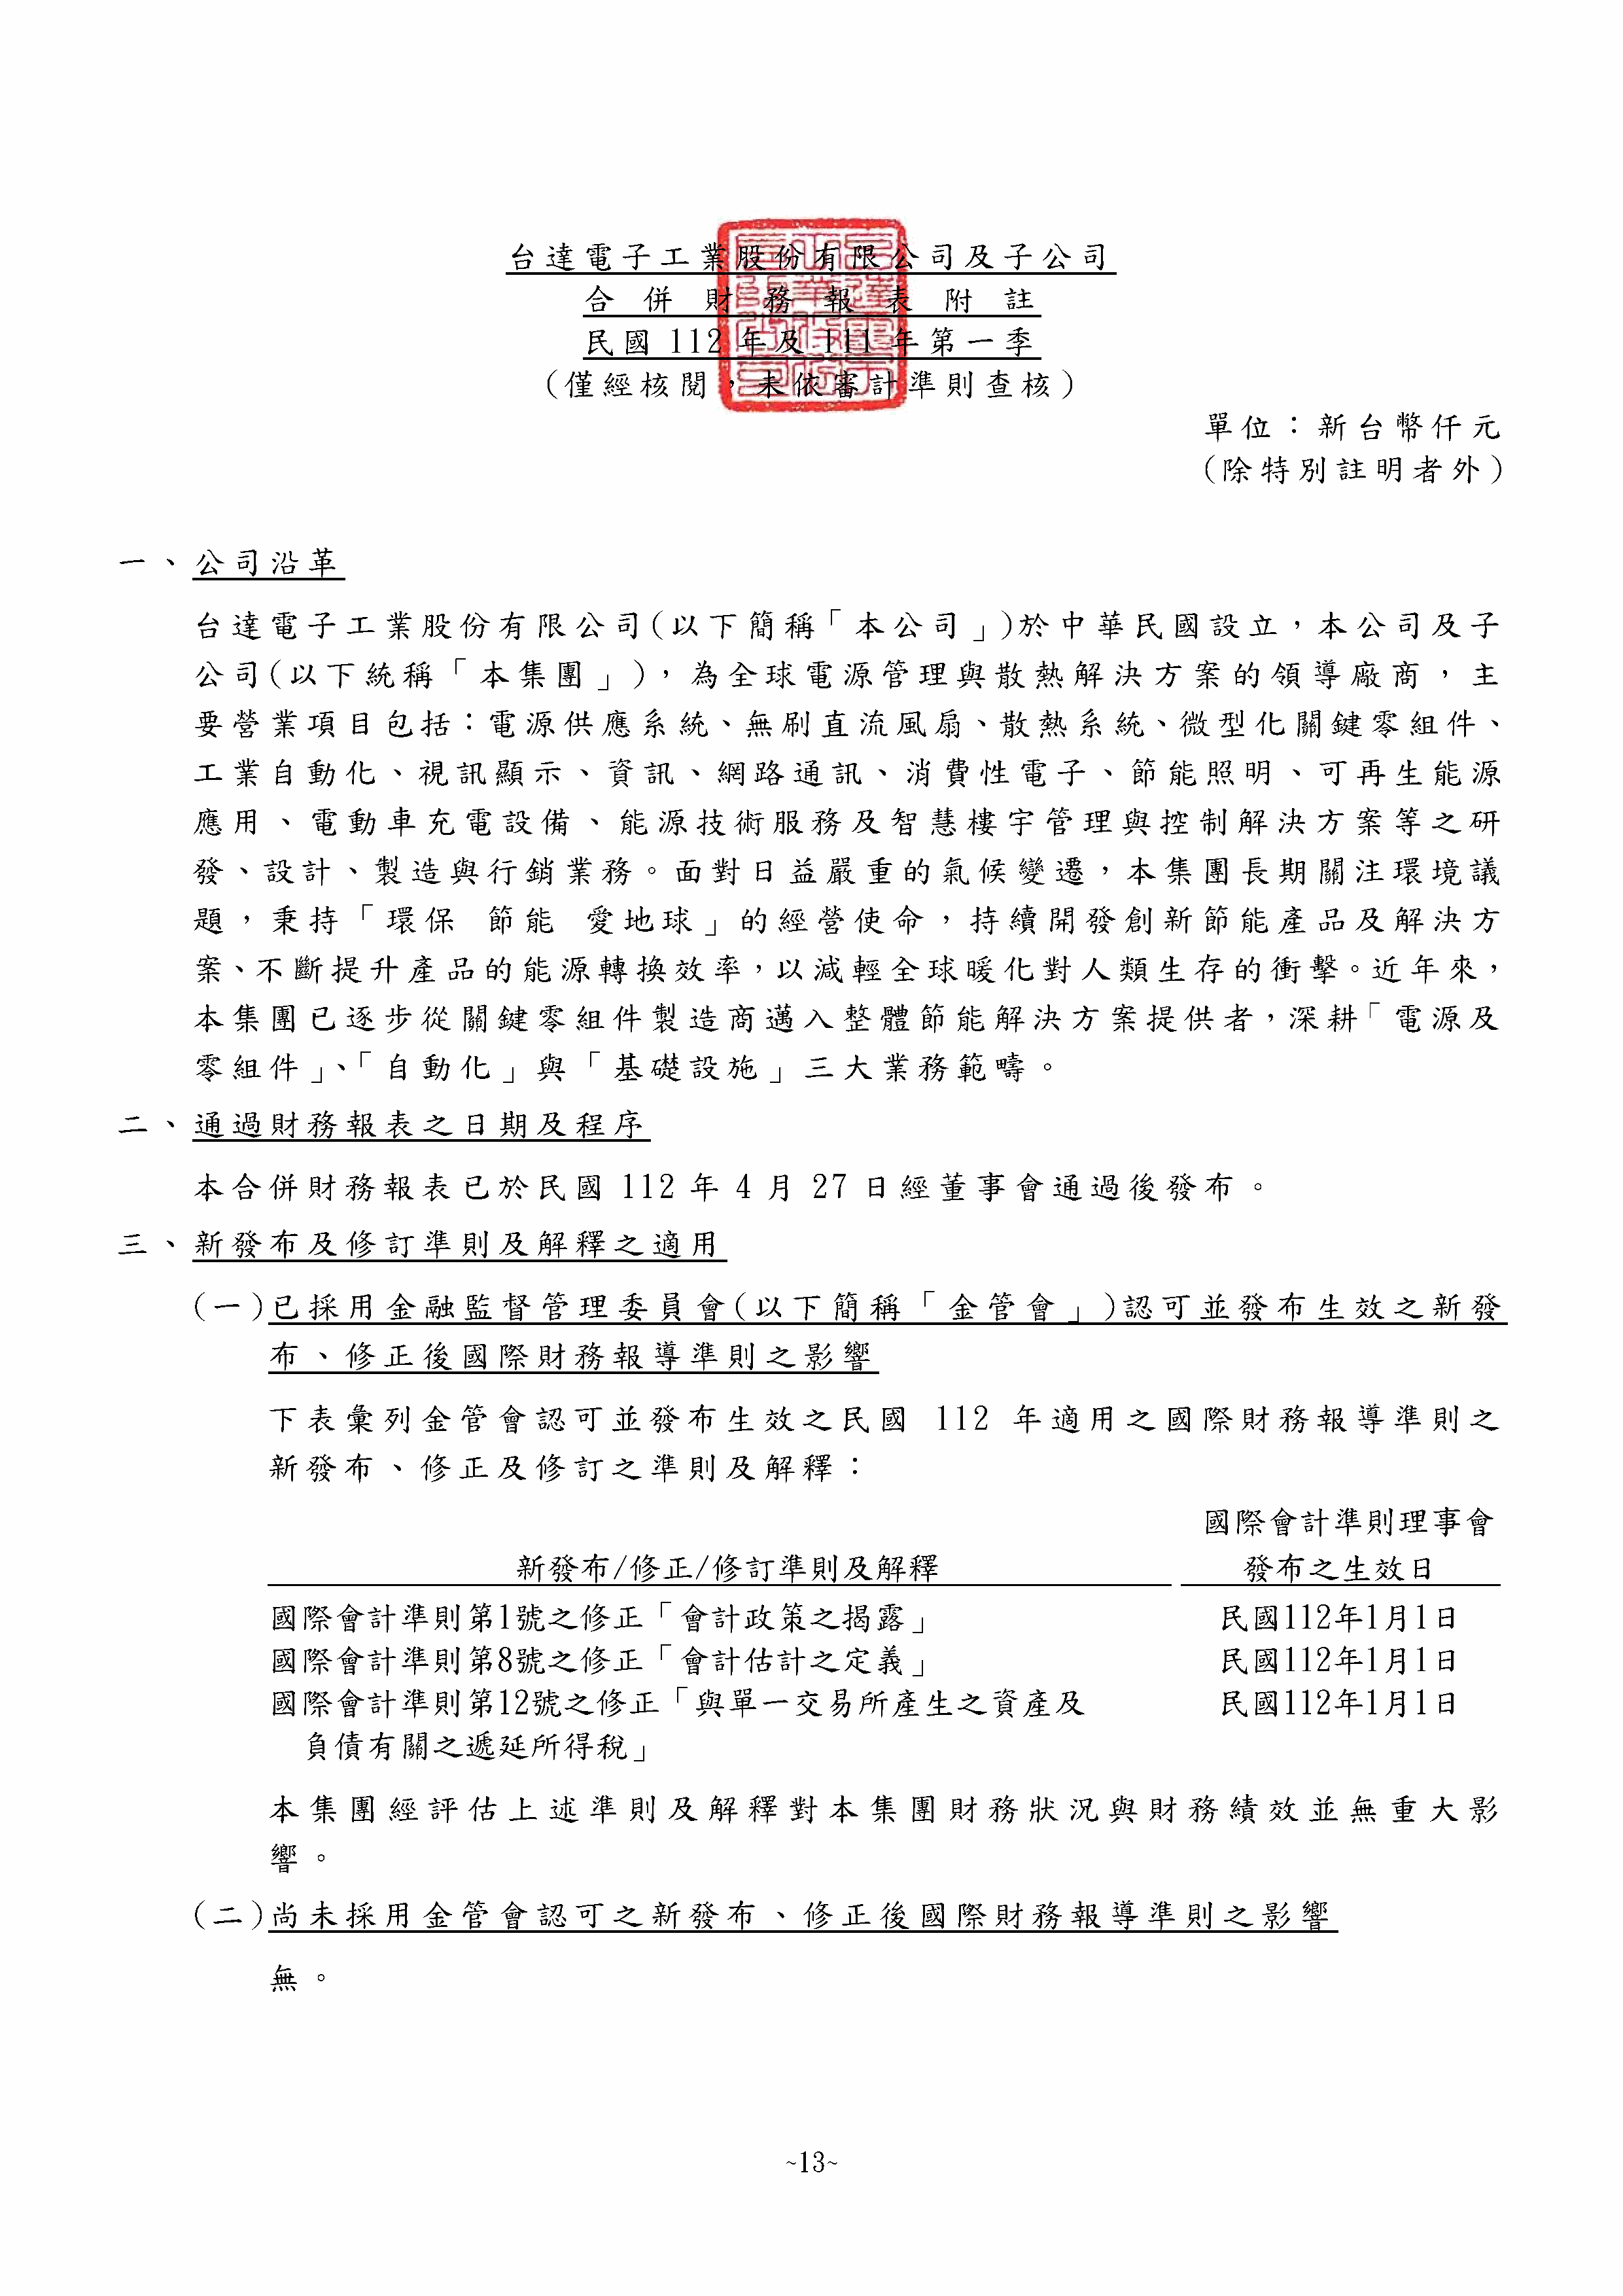 台達電子工業股份有限公司及子公司
合併財務報表附註
民國 112 年及 111 年第一季
(僅經核閱，未依審計準則查核)
單位：新台幣仟元
(除特別註明者外)
一、公司沿革
台達電子工業股份有限公司(以下簡稱「本公司」)於中華民國設立，本公司及子
公司(以下統稱「本集團」)，為全球電源管理與散熱解決方案的領導廠商，主
要營業項目包括：電源供應系統、無刷直流風扇、散熱系統、微型化關鍵零組件、
工業自動化、視訊顯示、資訊、網路通訊、消費性電子、節能照明、可再生能源
應用、電動車充電設備、能源技術服務及智慧樓宇管理與控制解決方案等之研
發、設計、製造與行銷業務。面對日益嚴重的氣候變遷，本集團長期關注環境議
題，秉持「環保 節能 愛地球」的經營使命，持續開發創新節能產品及解決方
案、不斷提升產品的能源轉換效率，以減輕全球暖化對人類生存的衝擊。近年來，
本集團已逐步從關鍵零組件製造商邁入整體節能解決方案提供者，深耕「電源及
零組件」、「自動化」與「基礎設施」三大業務範疇。
二、通過財務報表之日期及程序
本合併財務報表已於民國 112 年 4 月 27 日經董事會通過後發布。
三、新發布及修訂準則及解釋之適用
(一)已採用金融監督管理委員會(以下簡稱「金管會」)認可並發布生效之新發
布、修正後國際財務報導準則之影響
下表彙列金管會認可並發布生效之民國 112 年適用之國際財務報導準則之
新發布、修正及修訂之準則及解釋：
國際會計準則理事會
新發布/修正/修訂準則及解釋 發布之生效日
國際會計準則第1號之修正「會計政策之揭露」 民國112年1月1日
國際會計準則第8號之修正「會計估計之定義」 民國112年1月1日
國際會計準則第12號之修正「與單一交易所產生之資產及 民國112年1月1日
負債有關之遞延所得稅」
本集團經評估上述準則及解釋對本集團財務狀況與財務績效並無重大影
響。
(二)尚未採用金管會認可之新發布、修正後國際財務報導準則之影響
無。
~13~